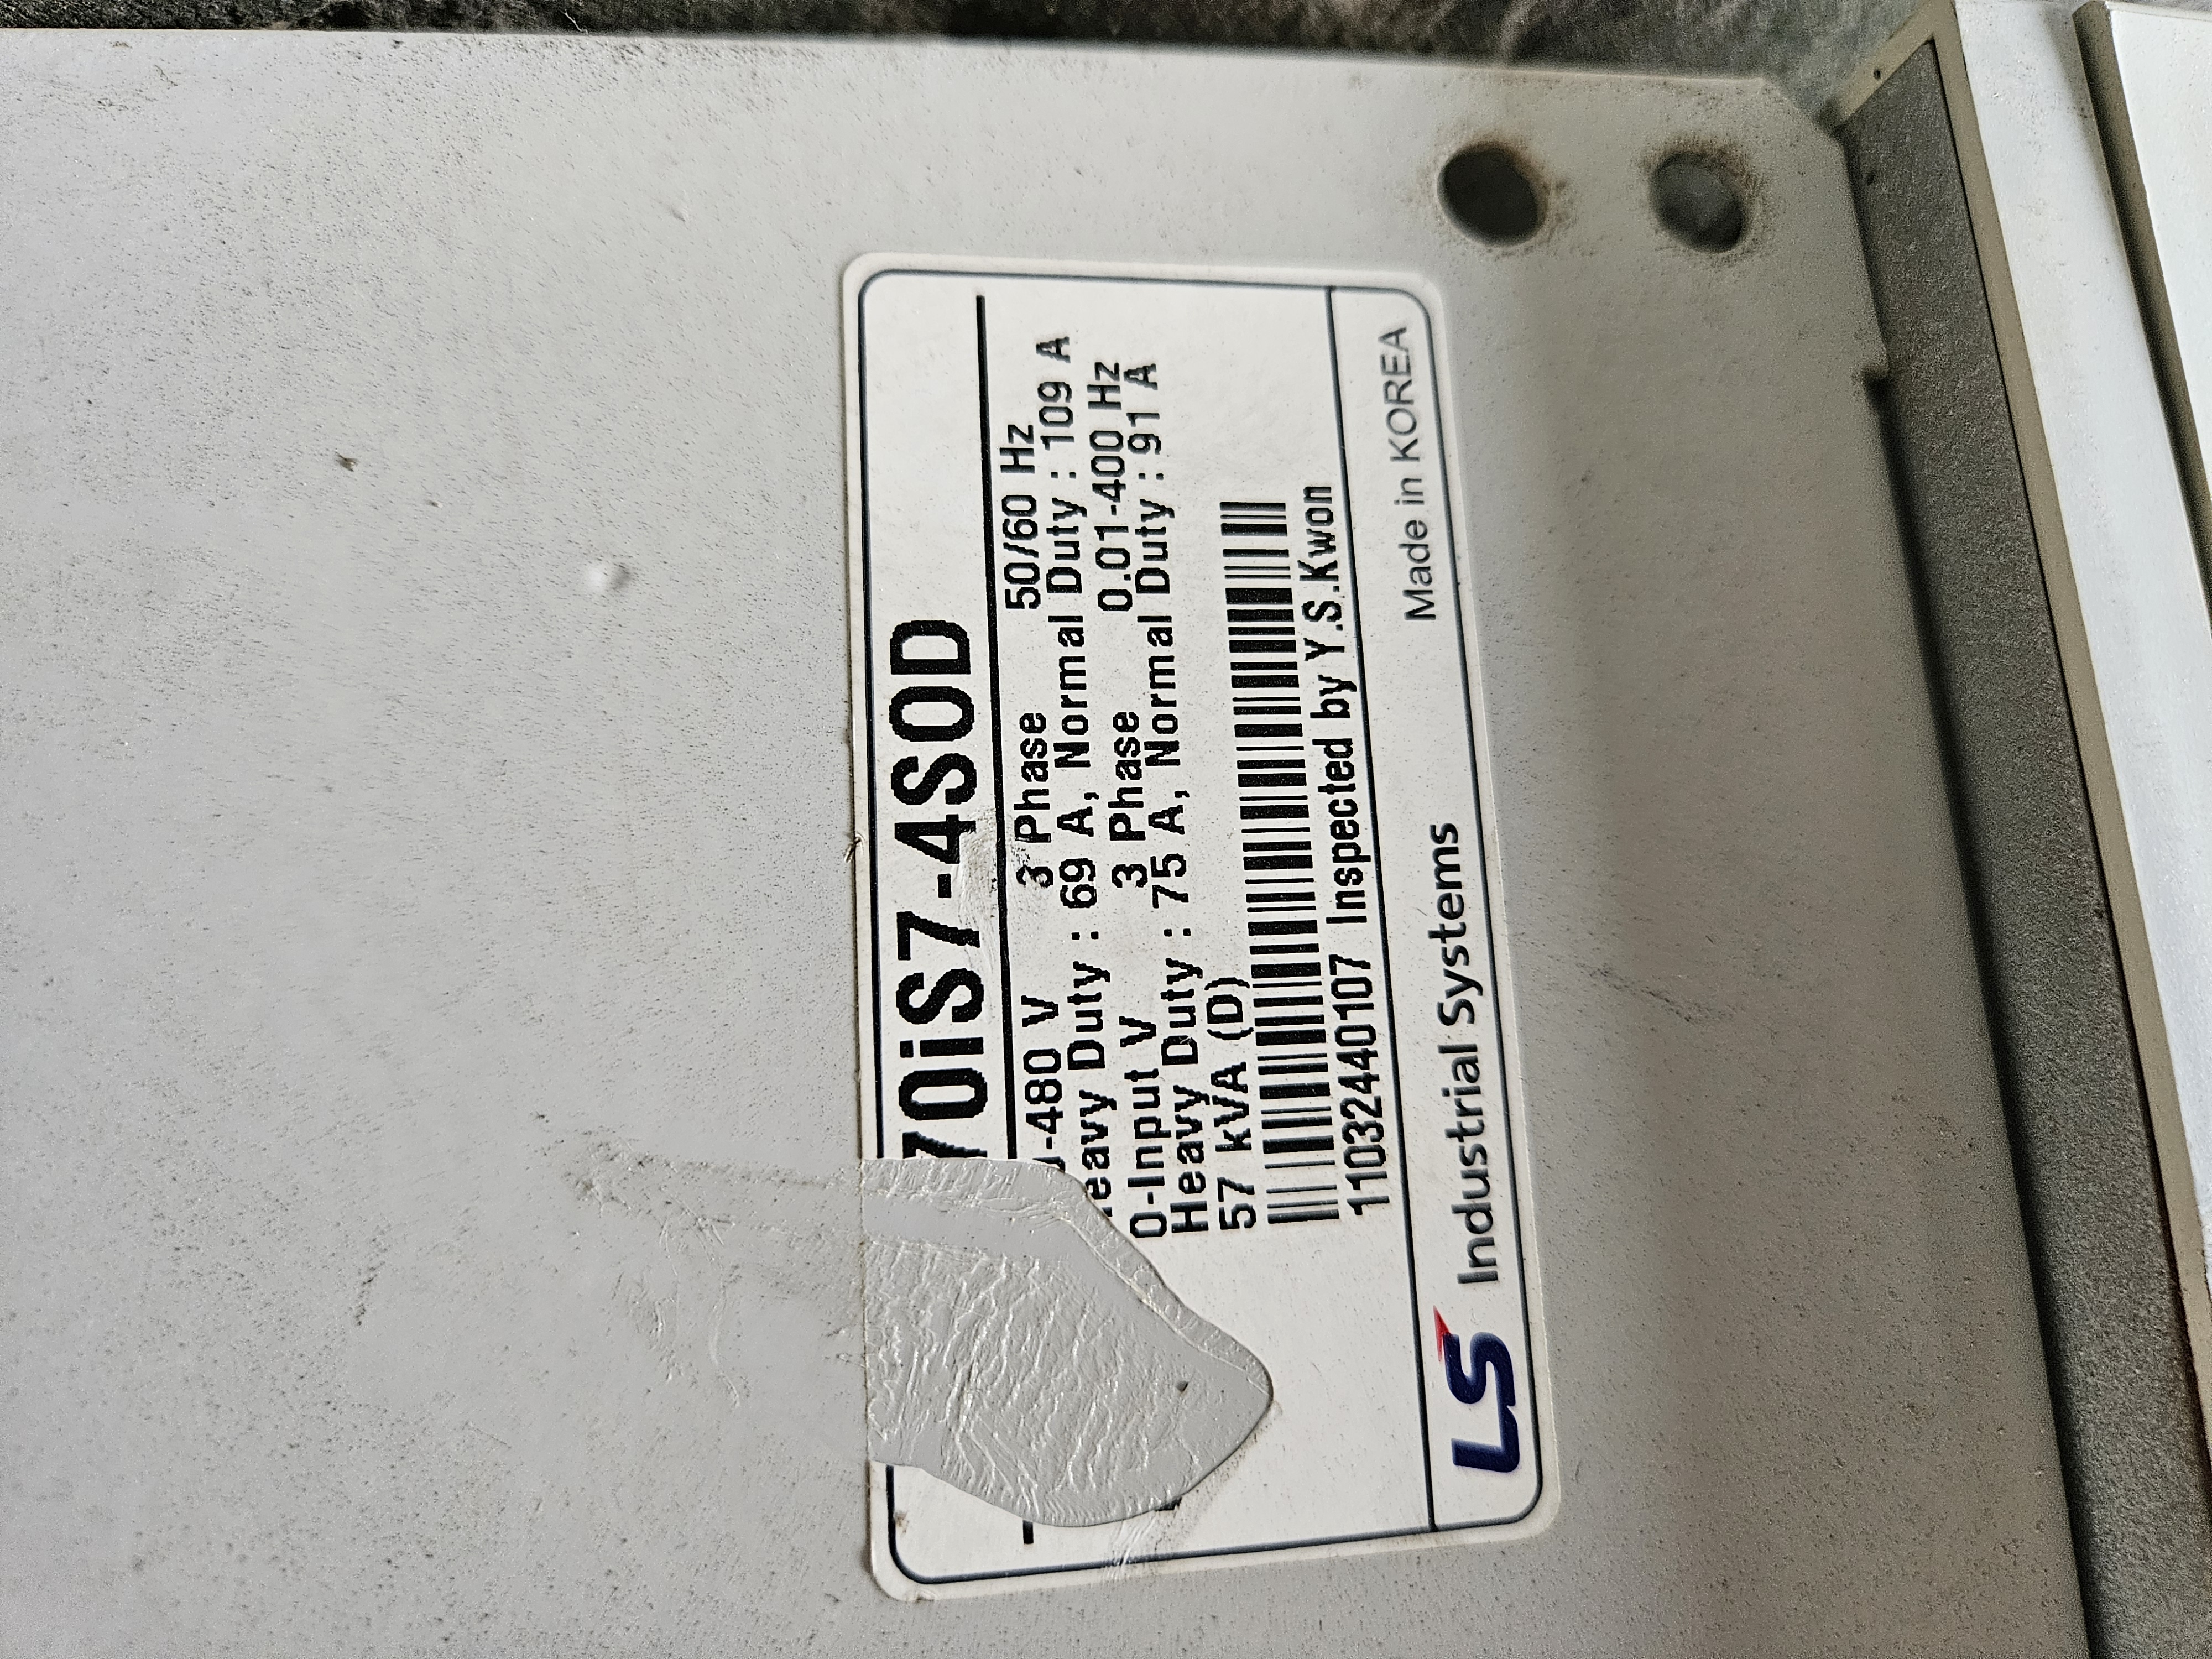 70iS7-4SOD
-480 V 3 Phase 50/60 Hz
Heavy Duty : 69 A, Normal Duty : 109 A
0-Input V 3 Phase 0.01-400 Hz
Heavy Duty : 75 A, Normal Duty : 91 A
57 kVA (D)
11032440107 Inspected by Y.S.Kwon
LS Industrial Systems Made in KOREA